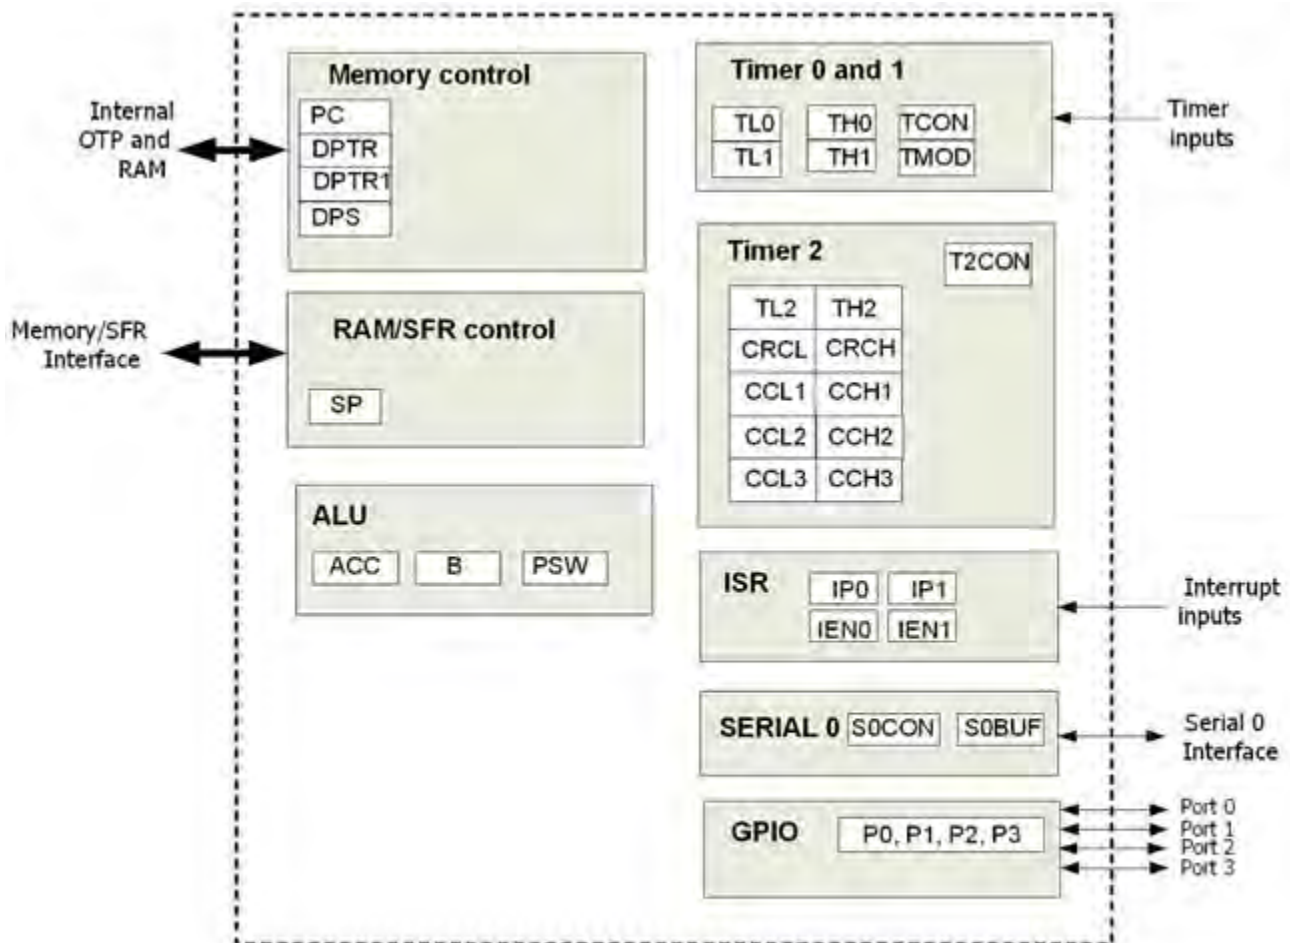 Internal
OTP and
RAM
Memory control
PC
DPTR
DPTR1
DPS
Memory/SFR
Interface
RAM/SFR control
SP
ALU
ACC B PSW
Timer 0 and 1
TL0 TH0 TCON
TL1 TH1 TMOD
Timer
inputs
Timer 2
T2CON
TL2 TH2
CRCL CRCH
CCL1 CCH1
CCL2 CCH2
CCL3 CCH3
ISR
IP0 IP1
IEN0 IEN1
Interrupt
inputs
SERIAL 0 S0CON S0BUF
Serial 0
Interface
GPIO P0, P1, P2, P3
Port 0
Port 1
Port 2
Port 3